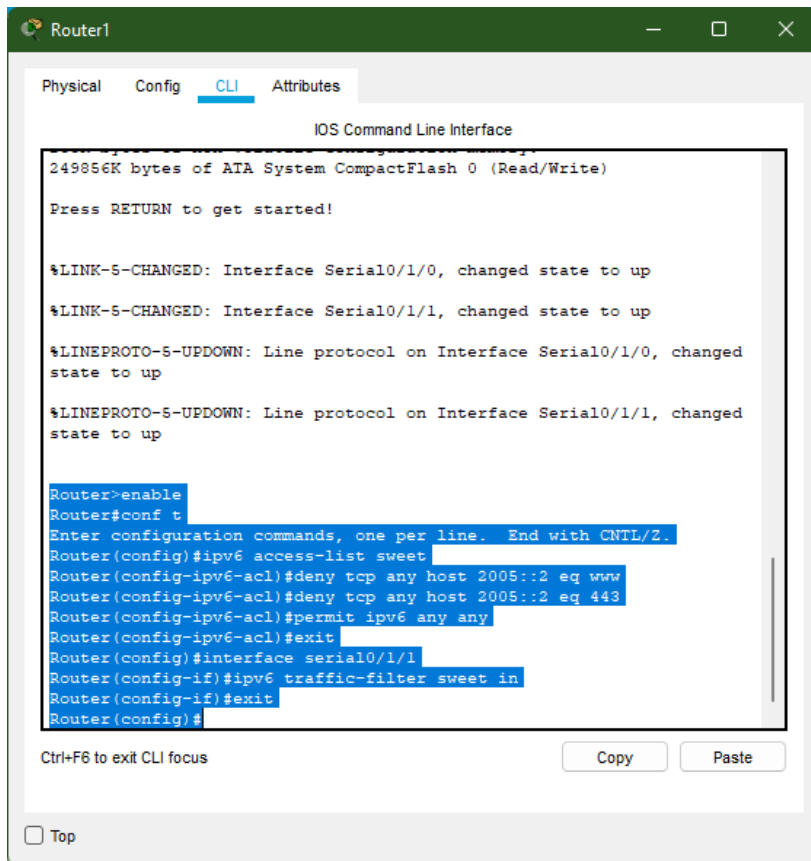 Router1
Physical Config CLI Attributes
IOS Command Line Interface
249856K bytes of ATA System CompactFlash 0 (Read/Write)
Press RETURN to get started!
%LINK-5-CHANGED: Interface Serial0/1/0, changed state to up
%LINK-5-CHANGED: Interface Serial0/1/1, changed state to up
%LINEPROTO-5-UPDOWN: Line protocol on Interface Serial0/1/0, changed
state to up
%LINEPROTO-5-UPDOWN: Line protocol on Interface Serial0/1/1, changed
state to up
Router>enable
Router#conf t
Enter configuration commands, one per line.  End with CNTL/Z.
Router(config)#ipv6 access-list sweet
Router(config-ipv6-acl)#deny tcp any host 2005::2 eq www
Router(config-ipv6-acl)#deny tcp any host 2005::2 eq 443
Router(config-ipv6-acl)#permit ipv6 any any
Router(config-ipv6-acl)#exit
Router(config)#interface serial0/1/1
Router(config-if)#ipv6 traffic-filter sweet in
Router(config-if)#exit
Router(config)#
Ctrl+F6 to exit CLI focus
Copy Paste
Top